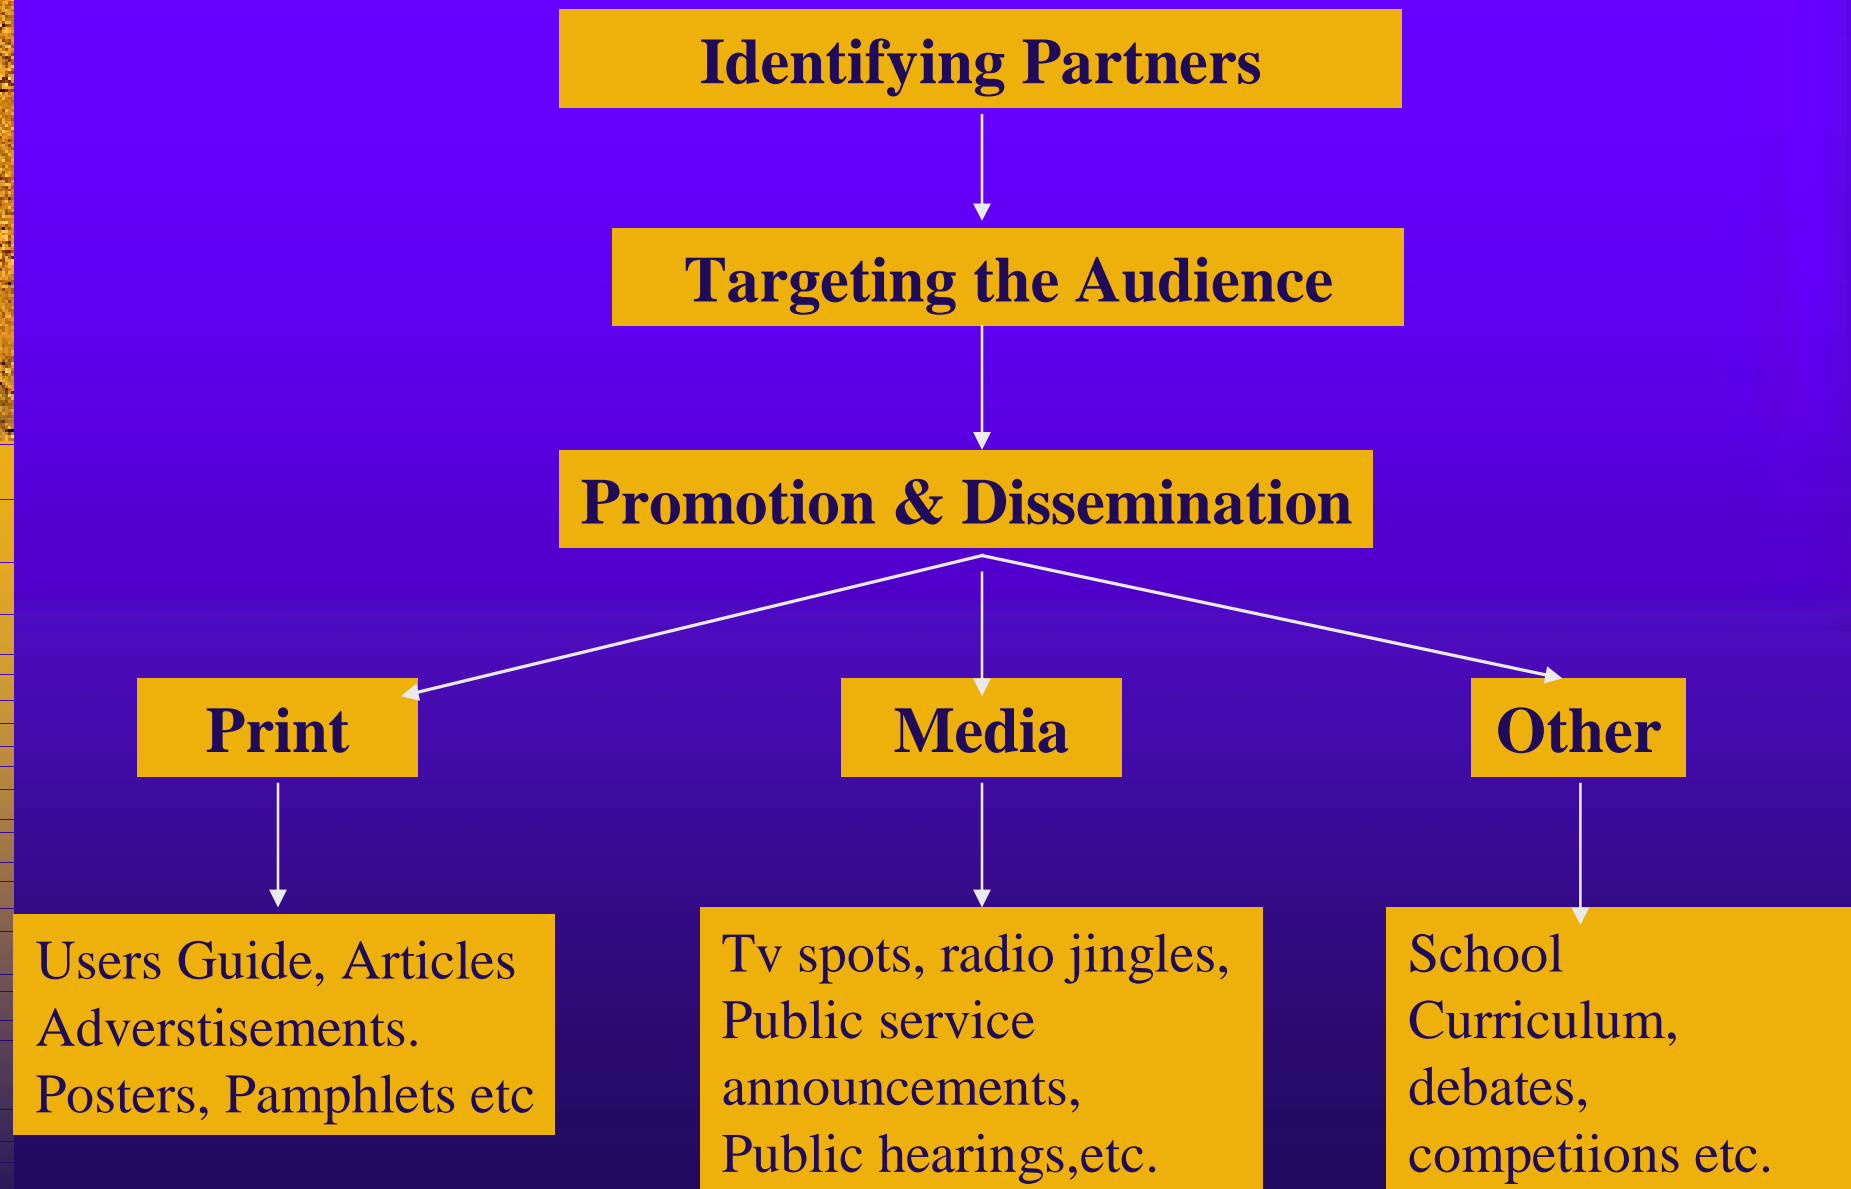 Identifying Partners
Targeting the Audience
Promotion & Dissemination
Print
Media
Other
Users Guide, Articles
Adverstisements.
Posters, Pamphlets etc
Tv spots, radio jingles,
Public service
announcements,
Public hearings,etc.
School
Curriculum,
debates,
competiions etc.